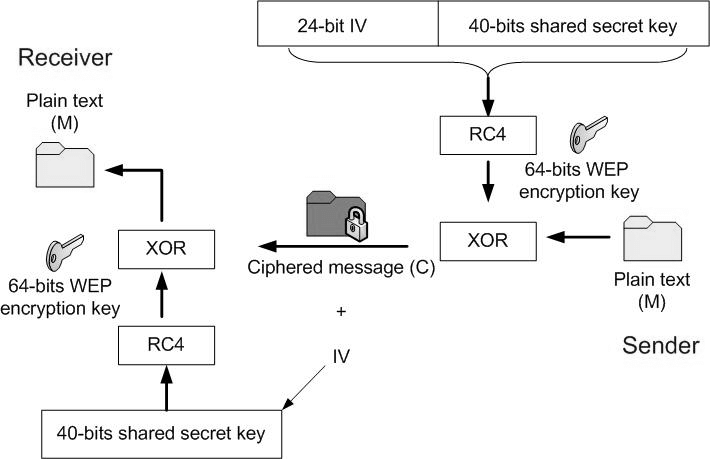 24-bit IV
40-bits shared secret key
Receiver
Plain text
(M)
RC4
64-bits WEP
encryption key
XOR
XOR
Ciphered message (C)
Plain text
(M)
64-bits WEP
encryption key
+
RC4
Sender
IV
40-bits shared secret key